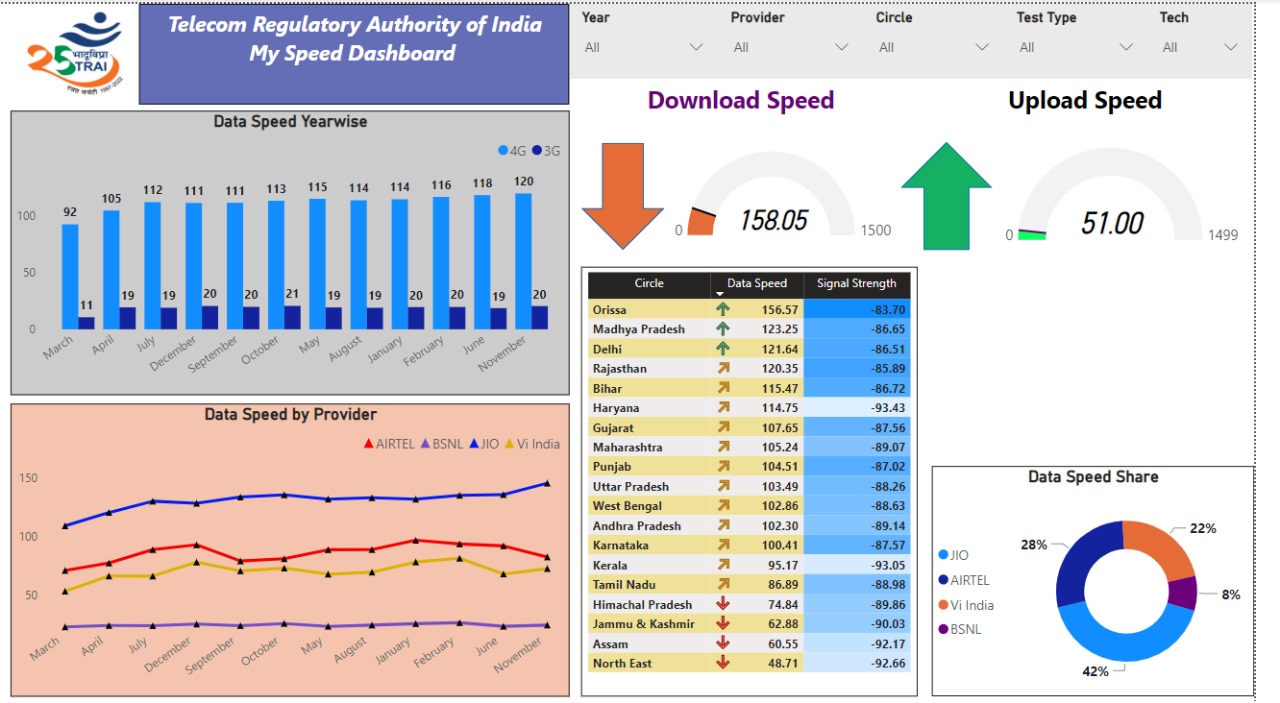 भादूविप्रा
25 TRAI
रजत जयंती 1997-2022
Telecom Regulatory Authority of India
My Speed Dashboard
Year Provider Circle Test Type Tech
All All All All All
Data Speed Yearwise
4G 3G
100
50
0
92 105 112 111 111 113 115 114 114 116 118 120
11 19 19 20 20 21 19 19 20 20 19 20
March April July December September October May August January February June November
Download Speed
0 158.05 1500
Upload Speed
0 51.00 1499
Data Speed by Provider
AIRTEL BSNL JIO Vi India
150
100
50
March April July December September October May August January February June November
Circle Data Speed Signal Strength
Orissa 156.57 -83.70
Madhya Pradesh 123.25 -86.65
Delhi 121.64 -86.51
Rajasthan 120.35 -85.89
Bihar 115.47 -86.72
Haryana 114.75 -93.43
Gujarat 107.65 -87.56
Maharashtra 105.24 -89.07
Punjab 104.51 -87.02
Uttar Pradesh 103.49 -88.26
West Bengal 102.86 -88.63
Andhra Pradesh 102.30 -89.14
Karnataka 100.41 -87.57
Kerala 95.17 -93.05
Tamil Nadu 86.89 -88.98
Himachal Pradesh 74.84 -89.86
Jammu & Kashmir 62.88 -90.03
Assam 60.55 -92.17
North East 48.71 -92.66
Data Speed Share
JIO
AIRTEL
Vi India
BSNL
22%
28%
8%
42%